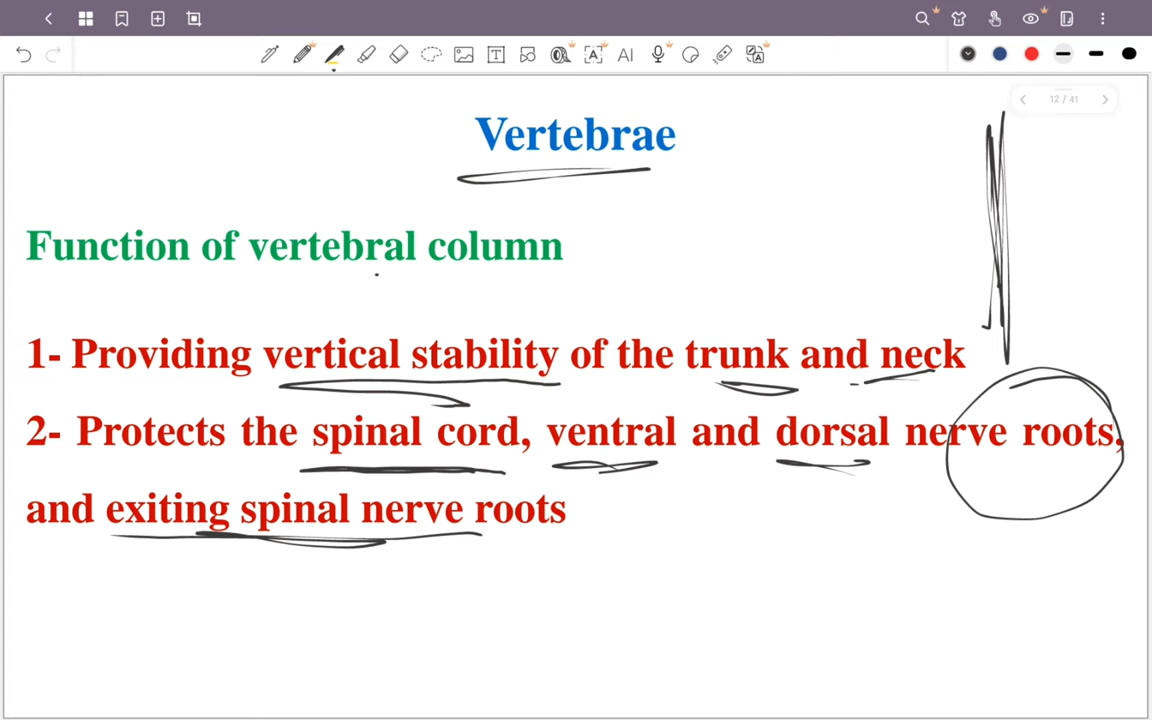 12 / 41
Vertebrae
Function of vertebral column
1- Providing vertical stability of the trunk and neck
2- Protects the spinal cord, ventral and dorsal nerve roots,
and exiting spinal nerve roots